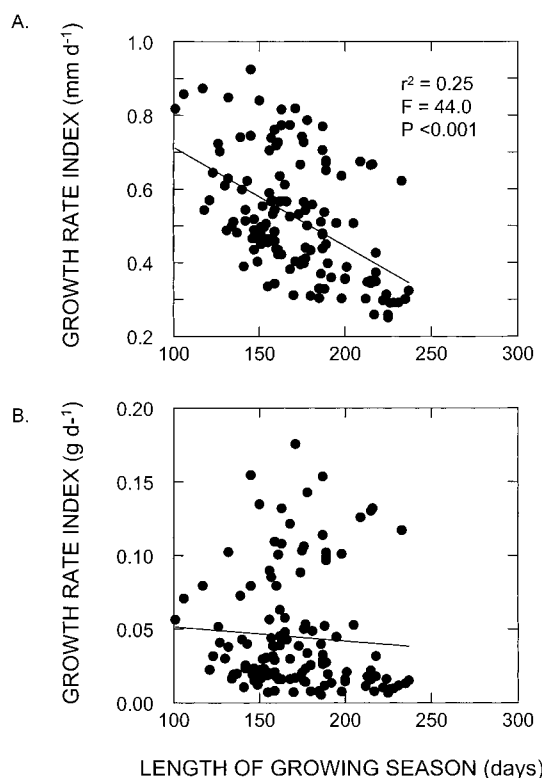 A.
GROWTH RATE INDEX (mm d-1)
1.0
0.8
0.6
0.4
0.2
r² = 0.25
F = 44.0
P <0.001
100 150 200 250 300
B.
GROWTH RATE INDEX (g d-1)
0.20
0.15
0.10
0.05
0.00
100 150 200 250 300
LENGTH OF GROWING SEASON (days)